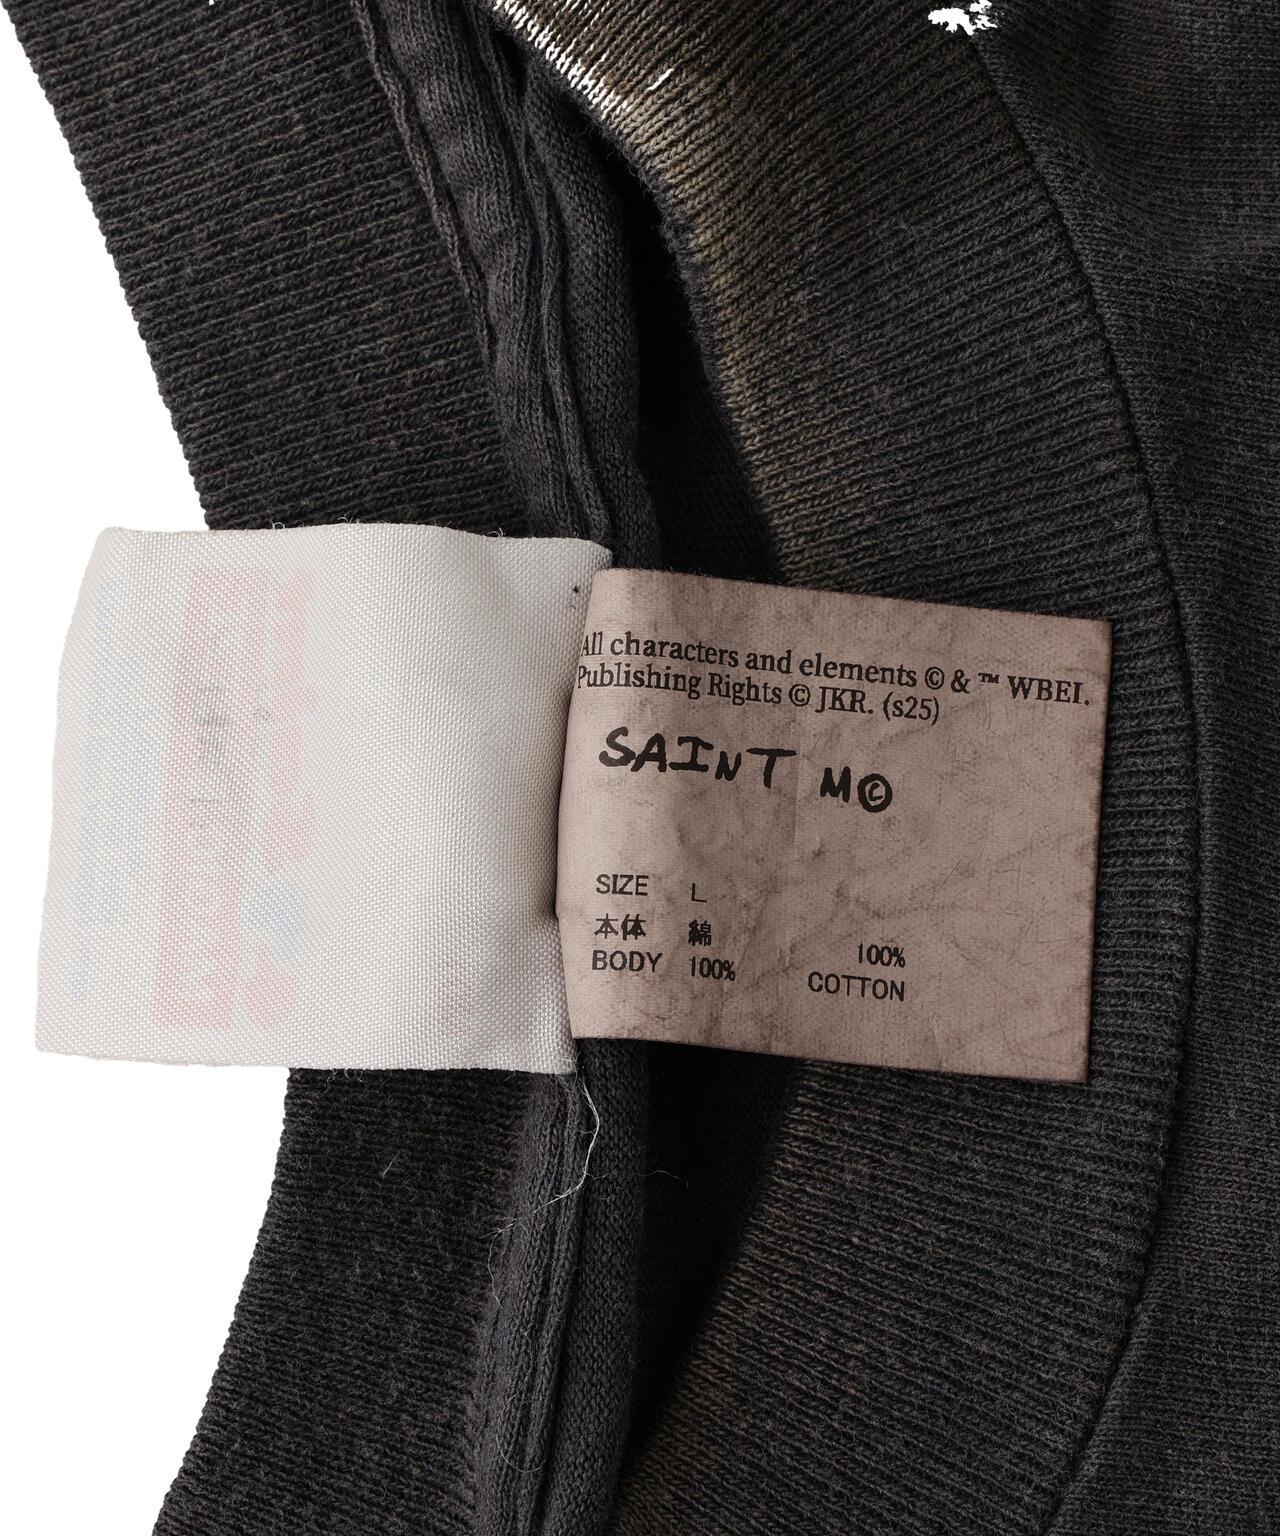 All characters and elements © & ™ WBEI.
Publishing Rights © JKR. (s25)
SAINT M©
SIZE L
本体 綿 100%
BODY 100% COTTON